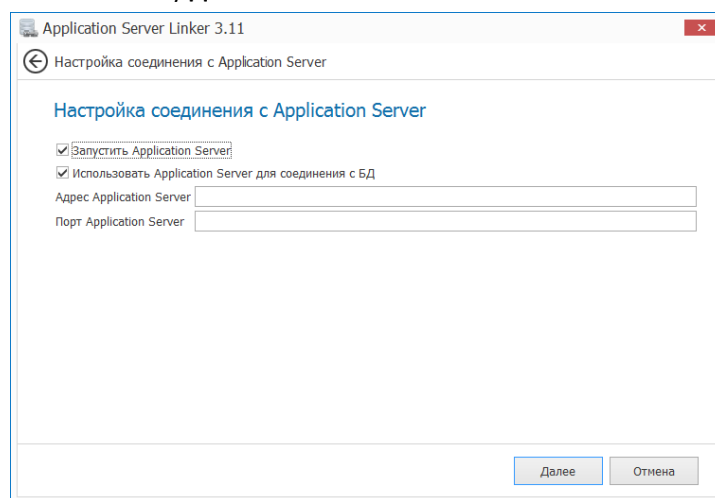 Application Server Linker 3.11
Настройка соединения с Application Server
Настройка соединения с Application Server
Запустить Application Server
Использовать Application Server для соединения с БД
Адрес Application Server
Порт Application Server
Далее Отмена